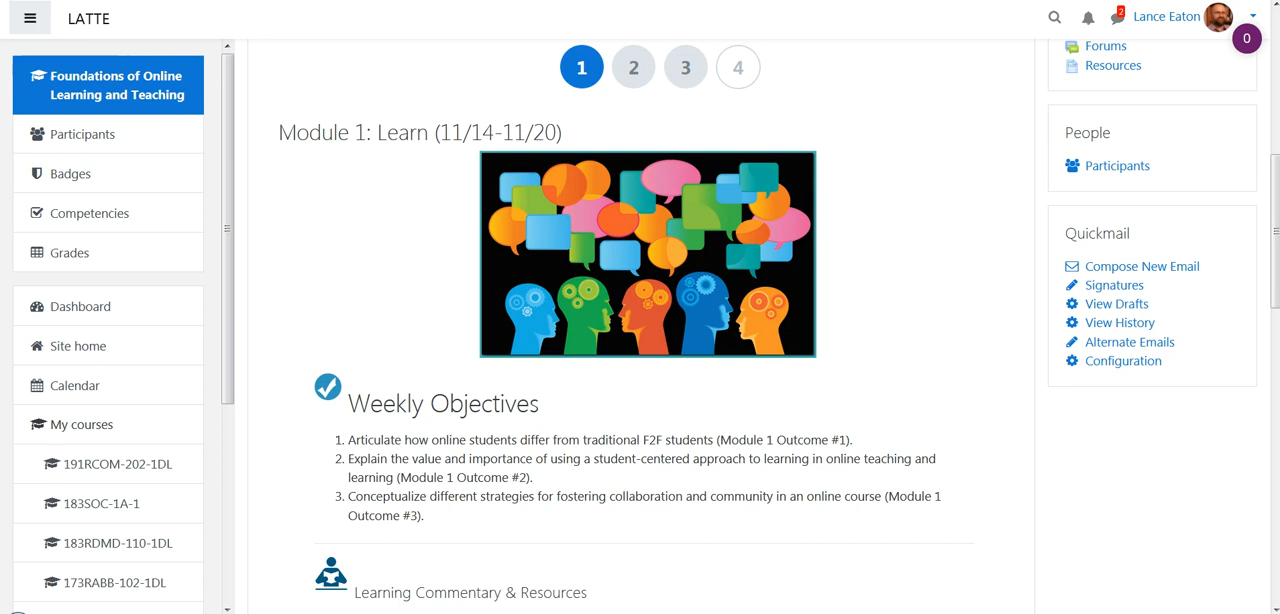 LATTE
2
Lance Eaton
0
Foundations of Online
Learning and Teaching
Participants
Badges
Competencies
Grades
Dashboard
Site home
Calendar
My courses
191RCOM-202-1DL
183SOC-1A-1
183RDMD-110-1DL
173RABB-102-1DL
1
2
3
4
Module 1: Learn (11/14-11/20)
Weekly Objectives
1. Articulate how online students differ from traditional F2F students (Module 1 Outcome #1).
2. Explain the value and importance of using a student-centered approach to learning in online teaching and
learning (Module 1 Outcome #2).
3. Conceptualize different strategies for fostering collaboration and community in an online course (Module 1
Outcome #3).
Learning Commentary & Resources
Forums
Resources
People
Participants
Quickmail
Compose New Email
Signatures
View Drafts
View History
Alternate Emails
Configuration